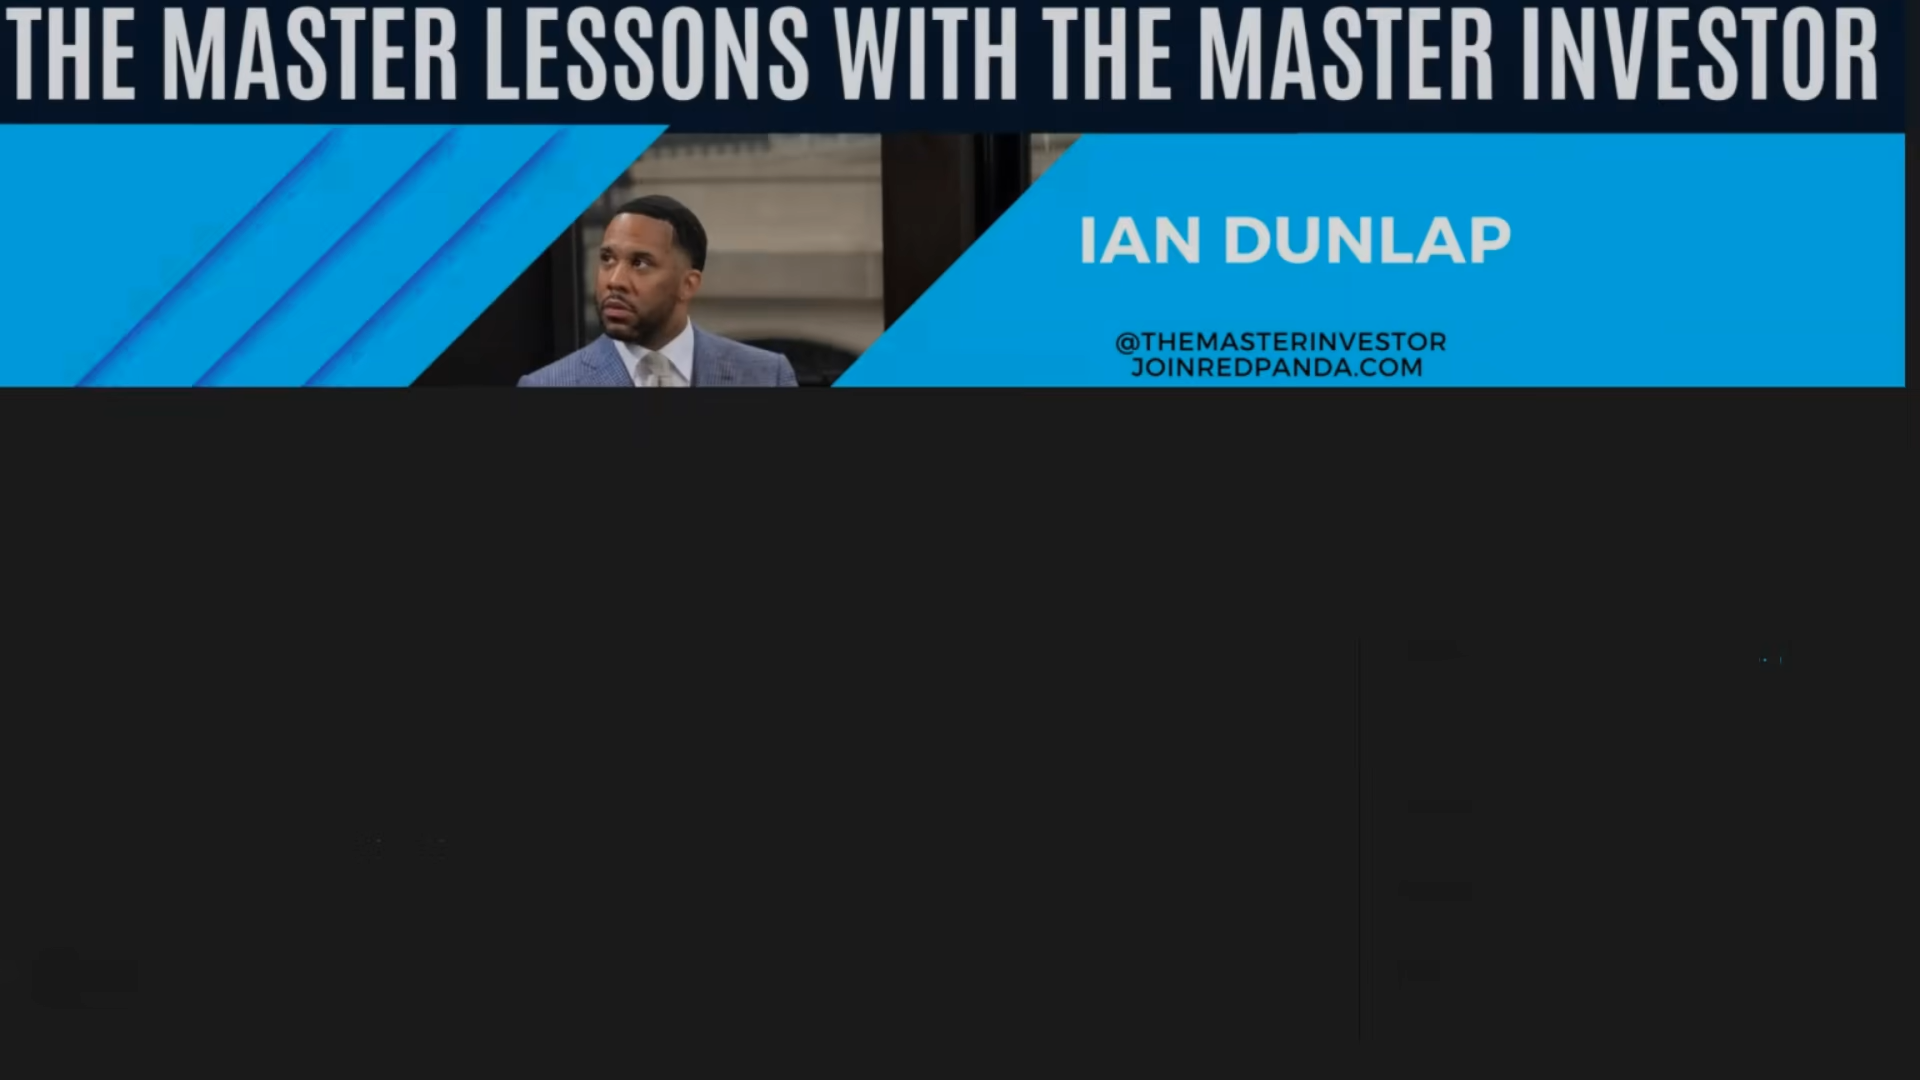 THE MASTER LESSONS WITH THE MASTER INVESTOR
IAN DUNLAP
@THEMASTERINVESTOR
JOINREDPANDA.COM